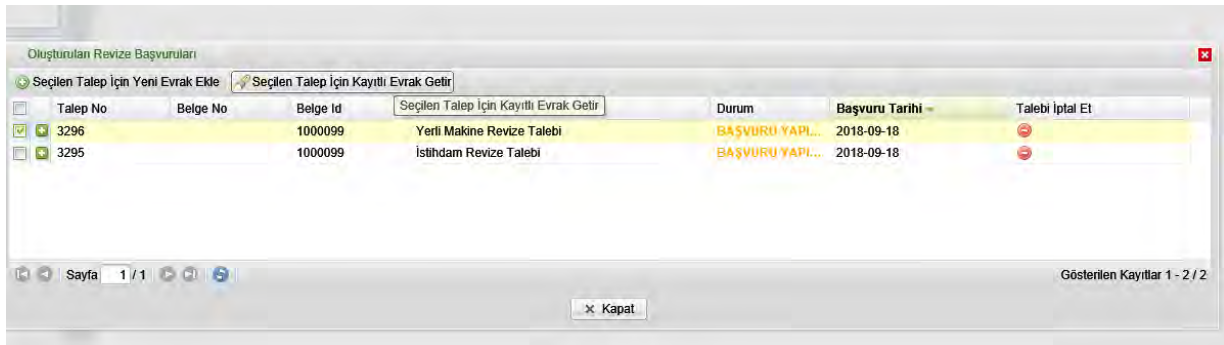 Oluşturulan Revize Başvuruları
Seçilen Talep İçin Yeni Evrak Ekle Seçilen Talep İçin Kayıtlı Evrak Getir
Talep No Belge No Belge Id Seçilen Talep İçin Kayıtlı Evrak Getir Durum Başvuru Tarihi Talebi İptal Et
3296 1000099 Yerli Makine Revize Talebi BAŞVURU YAPI... 2018-09-18
3295 1000099 İstihdam Revize Talebi BAŞVURU YAPI... 2018-09-18
Sayfa 1 / 1 Gösterilen Kayıtlar 1 - 2 / 2
Kapat